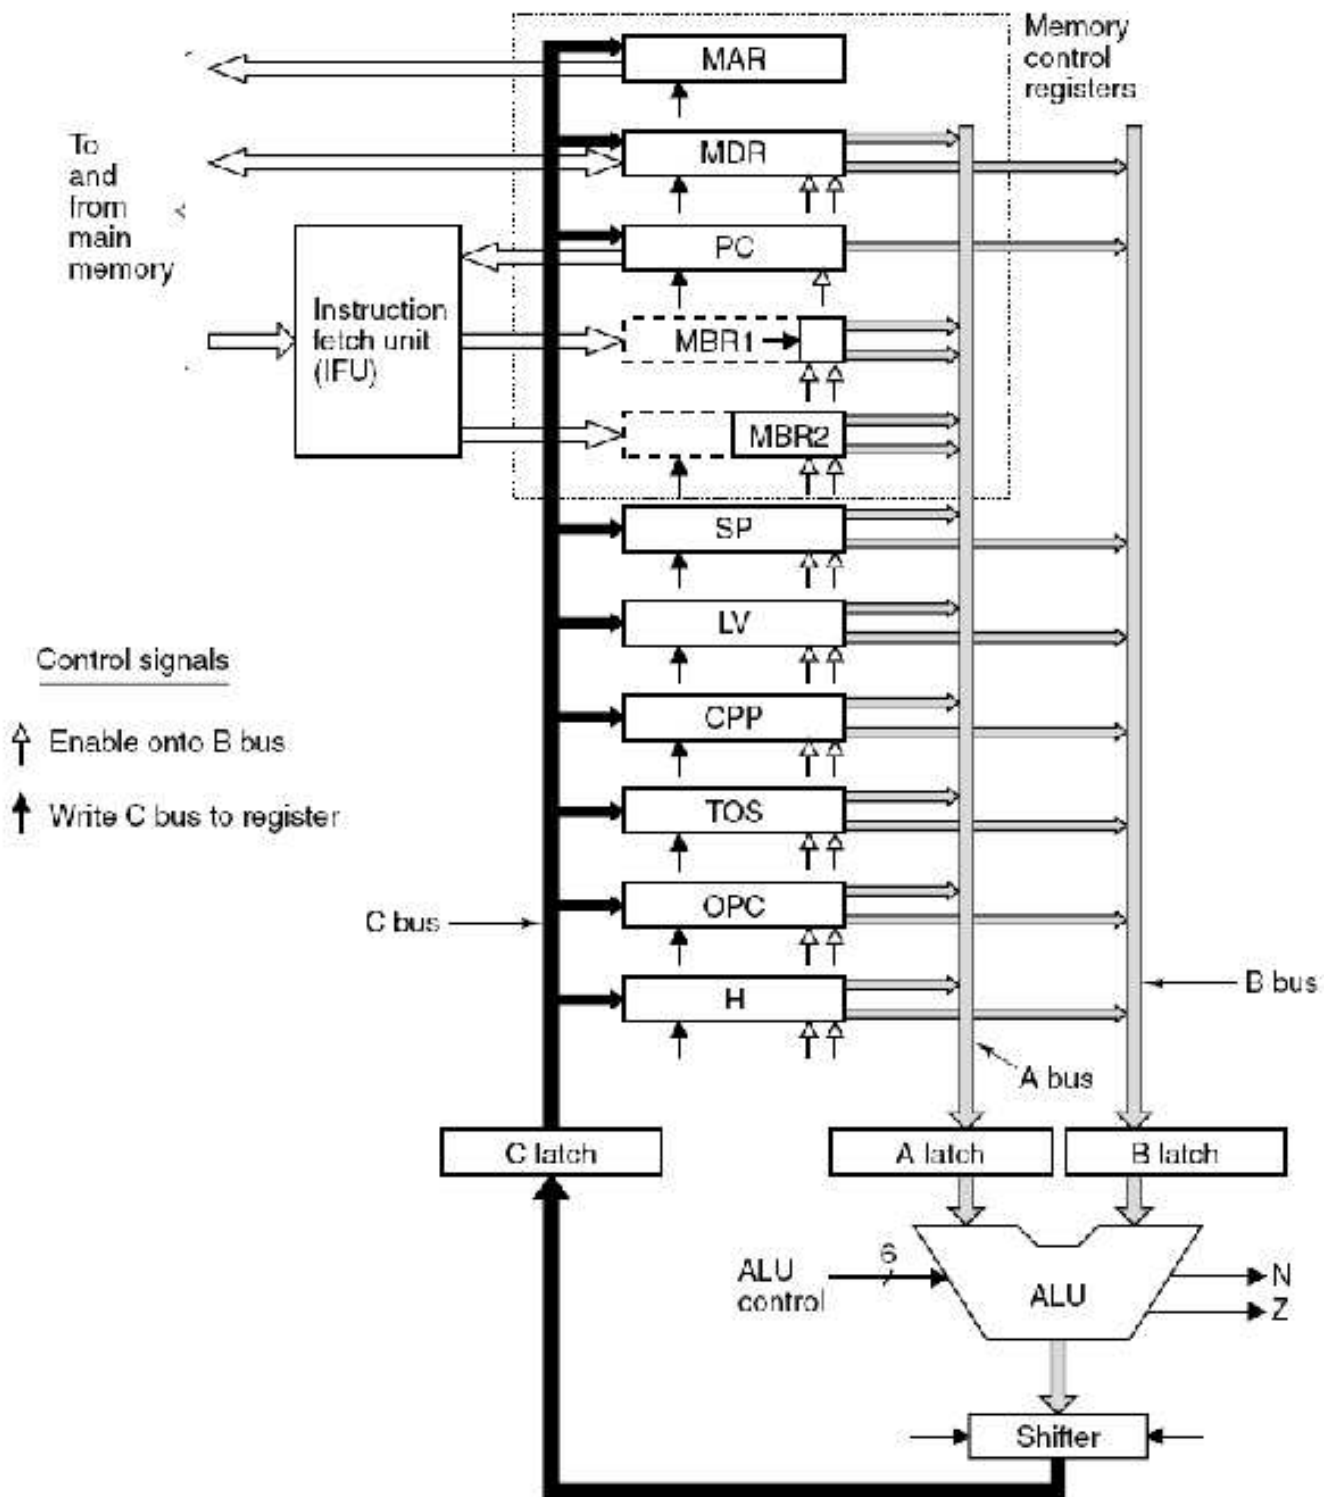 Memory
control
registers
MAR
To
and
from
main
memory
MDR
PC
Instruction
fetch unit
(IFU)
MBR1
MBR2
SP
LV
Control signals
CPP
Enable onto B bus
TOS
Write C bus to register
OPC
C bus
H
B bus
A bus
C latch
A latch
B latch
6
ALU
control
ALU
N
Z
Shifter